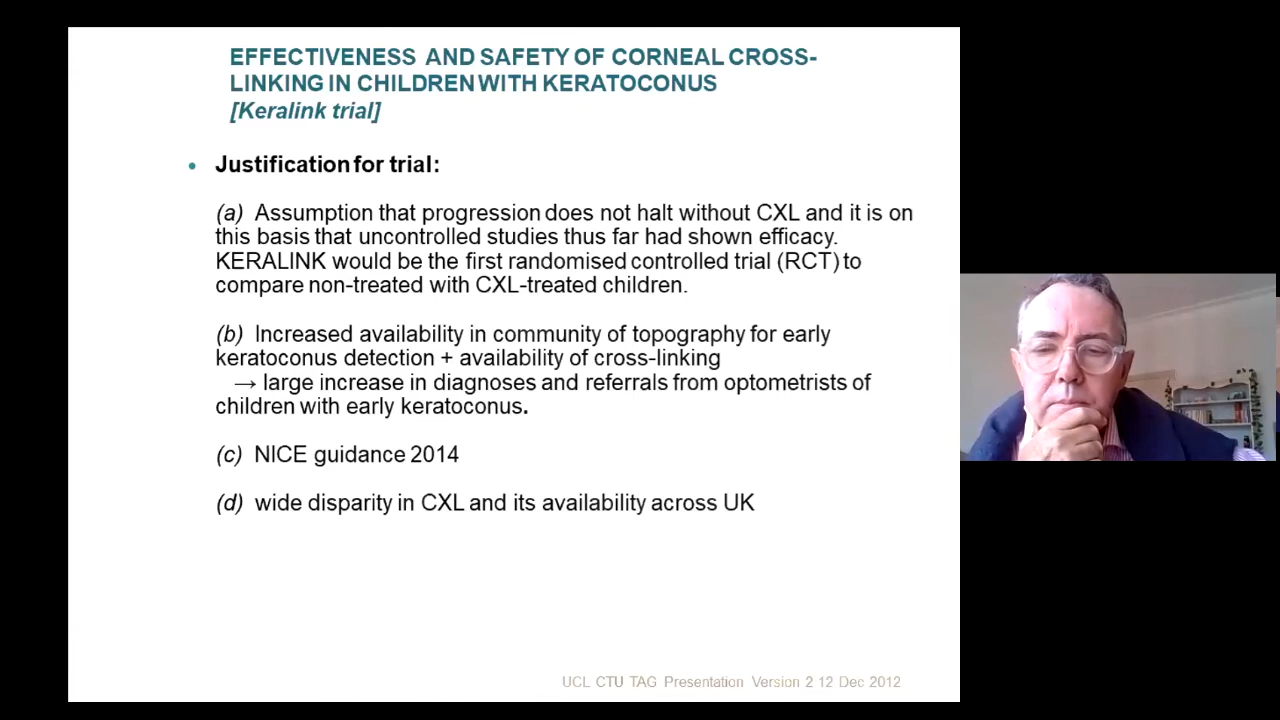 EFFECTIVENESS AND SAFETY OF CORNEAL CROSS-
LINKING IN CHILDREN WITH KERATOCONUS
[Keralink trial]
• Justification for trial:
(a) Assumption that progression does not halt without CXL and it is on
this basis that uncontrolled studies thus far had shown efficacy.
KERALINK would be the first randomised controlled trial (RCT) to
compare non-treated with CXL-treated children.
(b) Increased availability in community of topography for early
keratoconus detection + availability of cross-linking
→ large increase in diagnoses and referrals from optometrists of
children with early keratoconus.
(c) NICE guidance 2014
(d) wide disparity in CXL and its availability across UK
UCL CTU TAG Presentation Version 2 12 Dec 2012